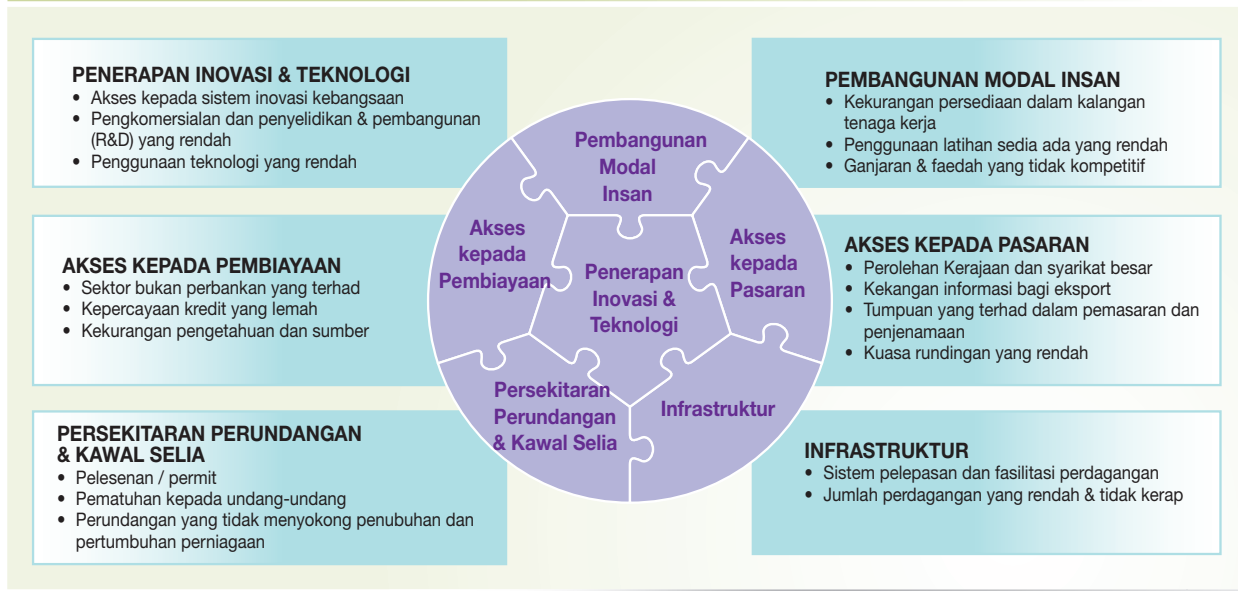 PENERAPAN INOVASI & TEKNOLOGI
• Akses kepada sistem inovasi kebangsaan
• Pengkomersialan dan penyelidikan & pembangunan
(R&D) yang rendah
• Penggunaan teknologi yang rendah
AKSES KEPADA PEMBIAYAAN
• Sektor bukan perbankan yang terhad
• Kepercayaan kredit yang lemah
• Kekurangan pengetahuan dan sumber
PERSEKITARAN PERUNDANGAN
& KAWAL SELIA
• Pelesenan / permit
• Pematuhan kepada undang-undang
• Perundangan yang tidak menyokong penubuhan dan
pertumbuhan perniagaan
Pembangunan
Modal
Insan
Akses
kepada
Pembiayaan
Penerapan
Inovasi &
Teknologi
Akses
kepada
Pasaran
Persekitaran
Perundangan
& Kawal Selia
Infrastruktur
PEMBANGUNAN MODAL INSAN
• Kekurangan persediaan dalam kalangan
tenaga kerja
• Penggunaan latihan sedia ada yang rendah
• Ganjaran & faedah yang tidak kompetitif
AKSES KEPADA PASARAN
• Perolehan Kerajaan dan syarikat besar
• Kekangan informasi bagi eksport
• Tumpuan yang terhad dalam pemasaran dan
penjenamaan
• Kuasa rundingan yang rendah
INFRASTRUKTUR
• Sistem pelepasan dan fasilitasi perdagangan
• Jumlah perdagangan yang rendah & tidak kerap